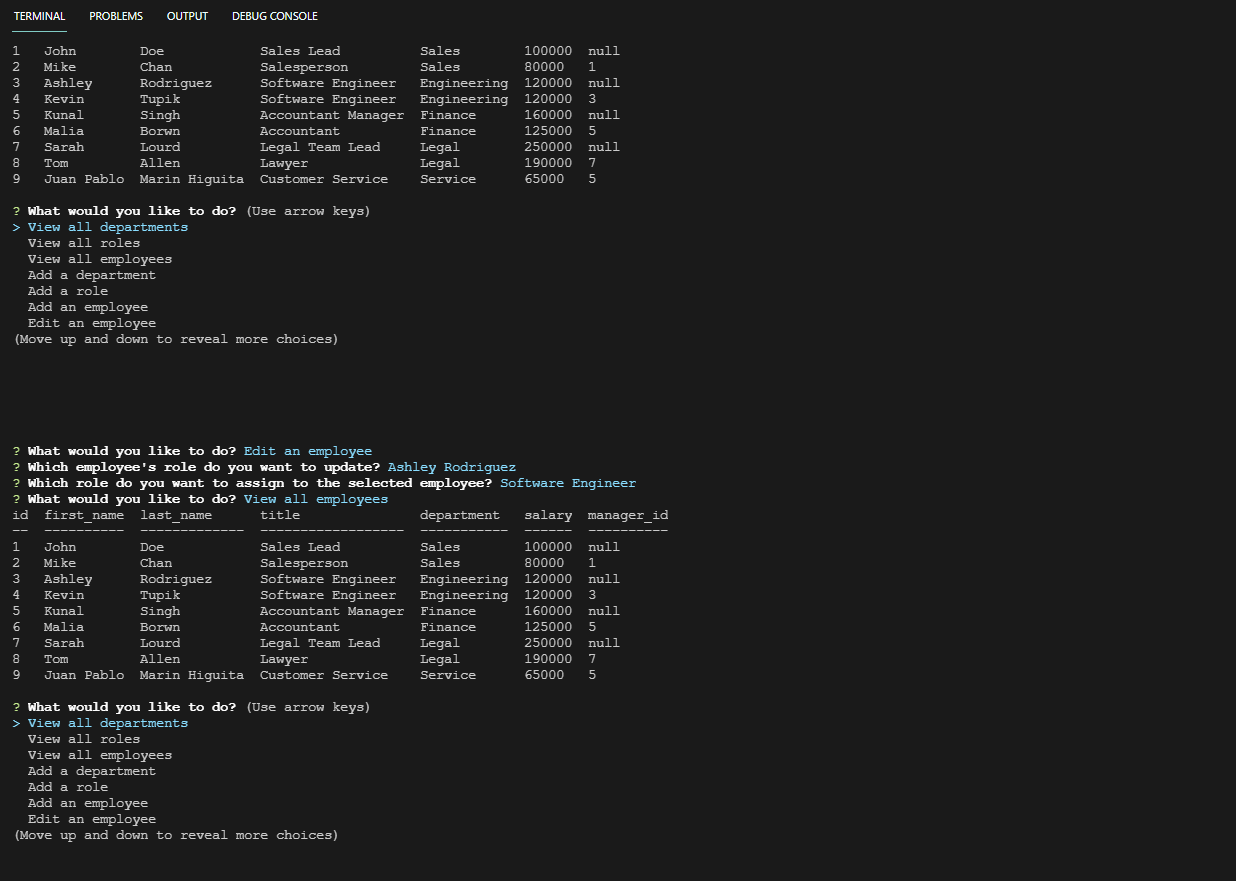 TERMINAL PROBLEMS OUTPUT DEBUG CONSOLE
1 John Doe Sales Lead Sales 100000 null
2 Mike Chan Salesperson Sales 80000 1
3 Ashley Rodriguez Software Engineer Engineering 120000 null
4 Kevin Tupik Software Engineer Engineering 120000 3
5 Kunal Singh Accountant Manager Finance 160000 null
6 Malia Borwn Accountant Finance 125000 5
7 Sarah Lourd Legal Team Lead Legal 250000 null
8 Tom Allen Lawyer Legal 190000 7
9 Juan Pablo Marin Higuita Customer Service Service 65000 5
? What would you like to do? (Use arrow keys)
> View all departments
View all roles
View all employees
Add a department
Add a role
Add an employee
Edit an employee
(Move up and down to reveal more choices)
? What would you like to do? Edit an employee
? Which employee's role do you want to update? Ashley Rodriguez
? Which role do you want to assign to the selected employee? Software Engineer
? What would you like to do? View all employees
id first_name last_name title department salary manager_id
-- ---------- ------------- ------------------ ----------- ------ ----------
1 John Doe Sales Lead Sales 100000 null
2 Mike Chan Salesperson Sales 80000 1
3 Ashley Rodriguez Software Engineer Engineering 120000 null
4 Kevin Tupik Software Engineer Engineering 120000 3
5 Kunal Singh Accountant Manager Finance 160000 null
6 Malia Borwn Accountant Finance 125000 5
7 Sarah Lourd Legal Team Lead Legal 250000 null
8 Tom Allen Lawyer Legal 190000 7
9 Juan Pablo Marin Higuita Customer Service Service 65000 5
? What would you like to do? (Use arrow keys)
> View all departments
View all roles
View all employees
Add a department
Add a role
Add an employee
Edit an employee
(Move up and down to reveal more choices)